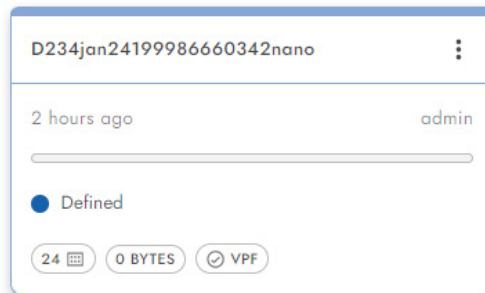 D234jan24199986660342nano
2 hours ago admin
Defined
24 0 BYTES VPF